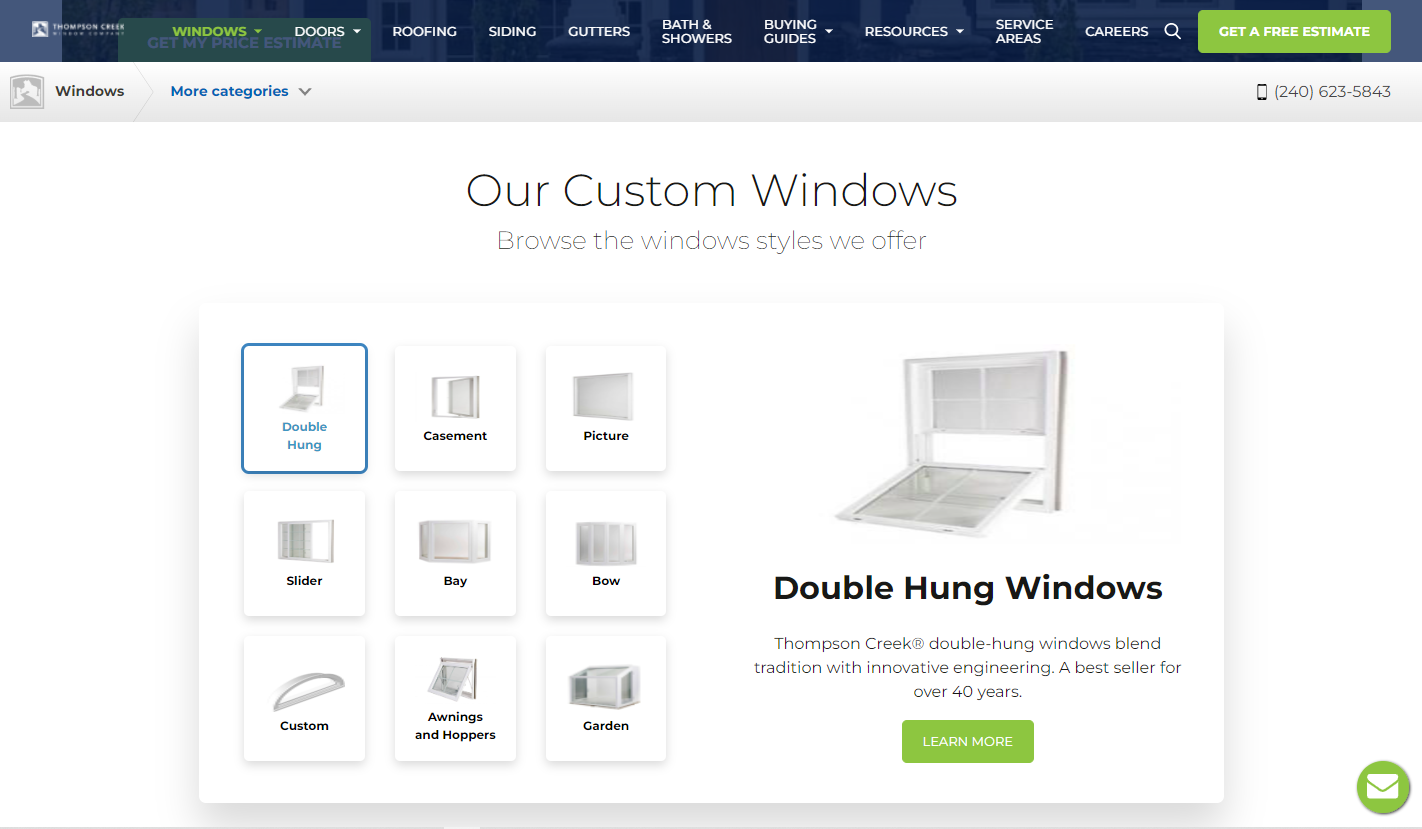 THOMPSON CREEK
WINDOW COMPANY
WINDOWS
DOORS
ROOFING
SIDING
GUTTERS
BATH &
SHOWERS
BUYING
GUIDES
RESOURCES
SERVICE
AREAS
CAREERS
GET A FREE ESTIMATE
GET MY PRICE ESTIMATE
Windows
More categories
(240) 623-5843
Our Custom Windows
Browse the windows styles we offer
Double
Hung
Casement
Picture
Slider
Bay
Bow
Custom
Awnings
and Hoppers
Garden
Double Hung Windows
Thompson Creek® double-hung windows blend
tradition with innovative engineering. A best seller for
over 40 years.
LEARN MORE